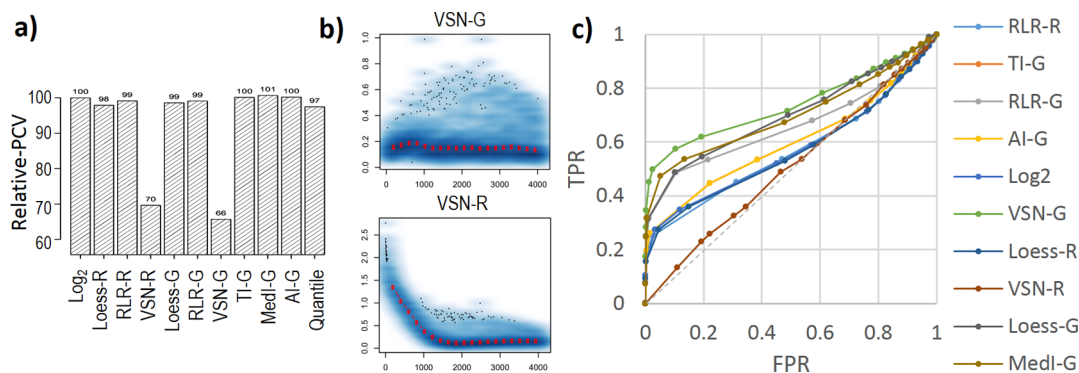 a)
Relative-PCV
100
90
80
70
60
100
98
99
70
99
99
66
100
101
100
97
Log2
Loess-R
RLR-R
VSN-R
Loess-G
RLR-G
VSN-G
TI-G
MedI-G
AI-G
Quantile
b)
VSN-G
1.0
0.8
0.6
0.4
0.2
0.0
0 1000 2000 3000 4000
VSN-R
2.5
2.0
1.5
1.0
0.5
0.0
0 1000 2000 3000 4000
c)
TPR
1
0.8
0.6
0.4
0.2
0
0 0.2 0.4 0.6 0.8 1
FPR
RLR-R
TI-G
RLR-G
AI-G
Log2
VSN-G
Loess-R
VSN-R
Loess-G
MedI-G